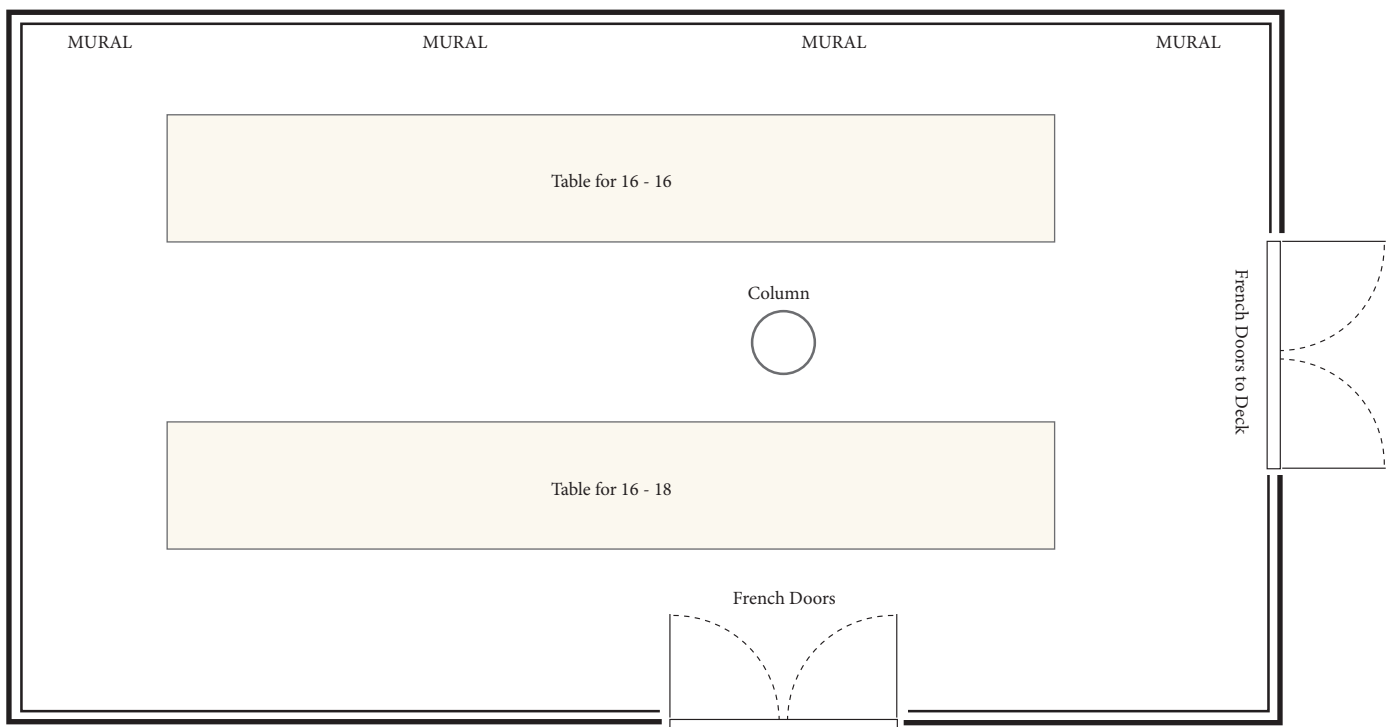 MURAL MURAL MURAL MURAL
Table for 16 - 16
Column
French Doors to Deck
Table for 16 - 18
French Doors